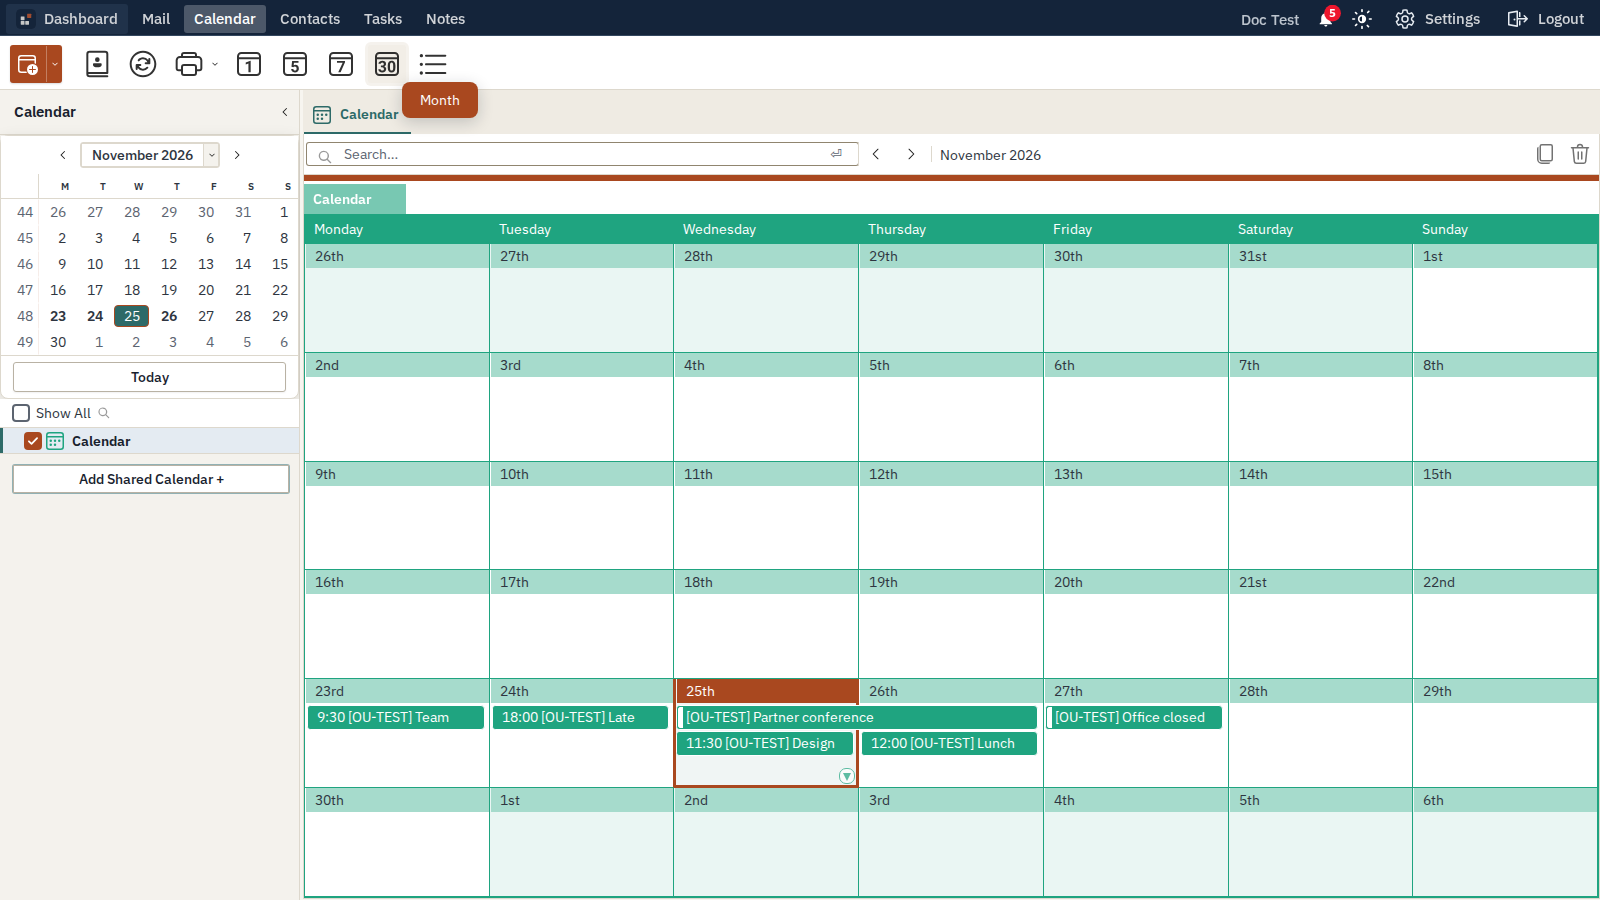 Dashboard Mail Calendar Contacts Tasks Notes Doc Test 5 Settings Logout
1 5 7 30
Month
Calendar
Calendar
November 2026
Search...
November 2026
M T W T F S S
44 26 27 28 29 30 31 1
45 2 3 4 5 6 7 8
46 9 10 11 12 13 14 15
47 16 17 18 19 20 21 22
48 23 24 25 26 27 28 29
49 30 1 2 3 4 5 6
Today
Show All
Calendar
Add Shared Calendar +
Calendar
Monday Tuesday Wednesday Thursday Friday Saturday Sunday
26th 27th 28th 29th 30th 31st 1st
2nd 3rd 4th 5th 6th 7th 8th
9th 10th 11th 12th 13th 14th 15th
16th 17th 18th 19th 20th 21st 22nd
23rd 24th 25th 26th 27th 28th 29th
9:30 [OU-TEST] Team 18:00 [OU-TEST] Late [OU-TEST] Partner conference [OU-TEST] Office closed
11:30 [OU-TEST] Design 12:00 [OU-TEST] Lunch
30th 1st 2nd 3rd 4th 5th 6th